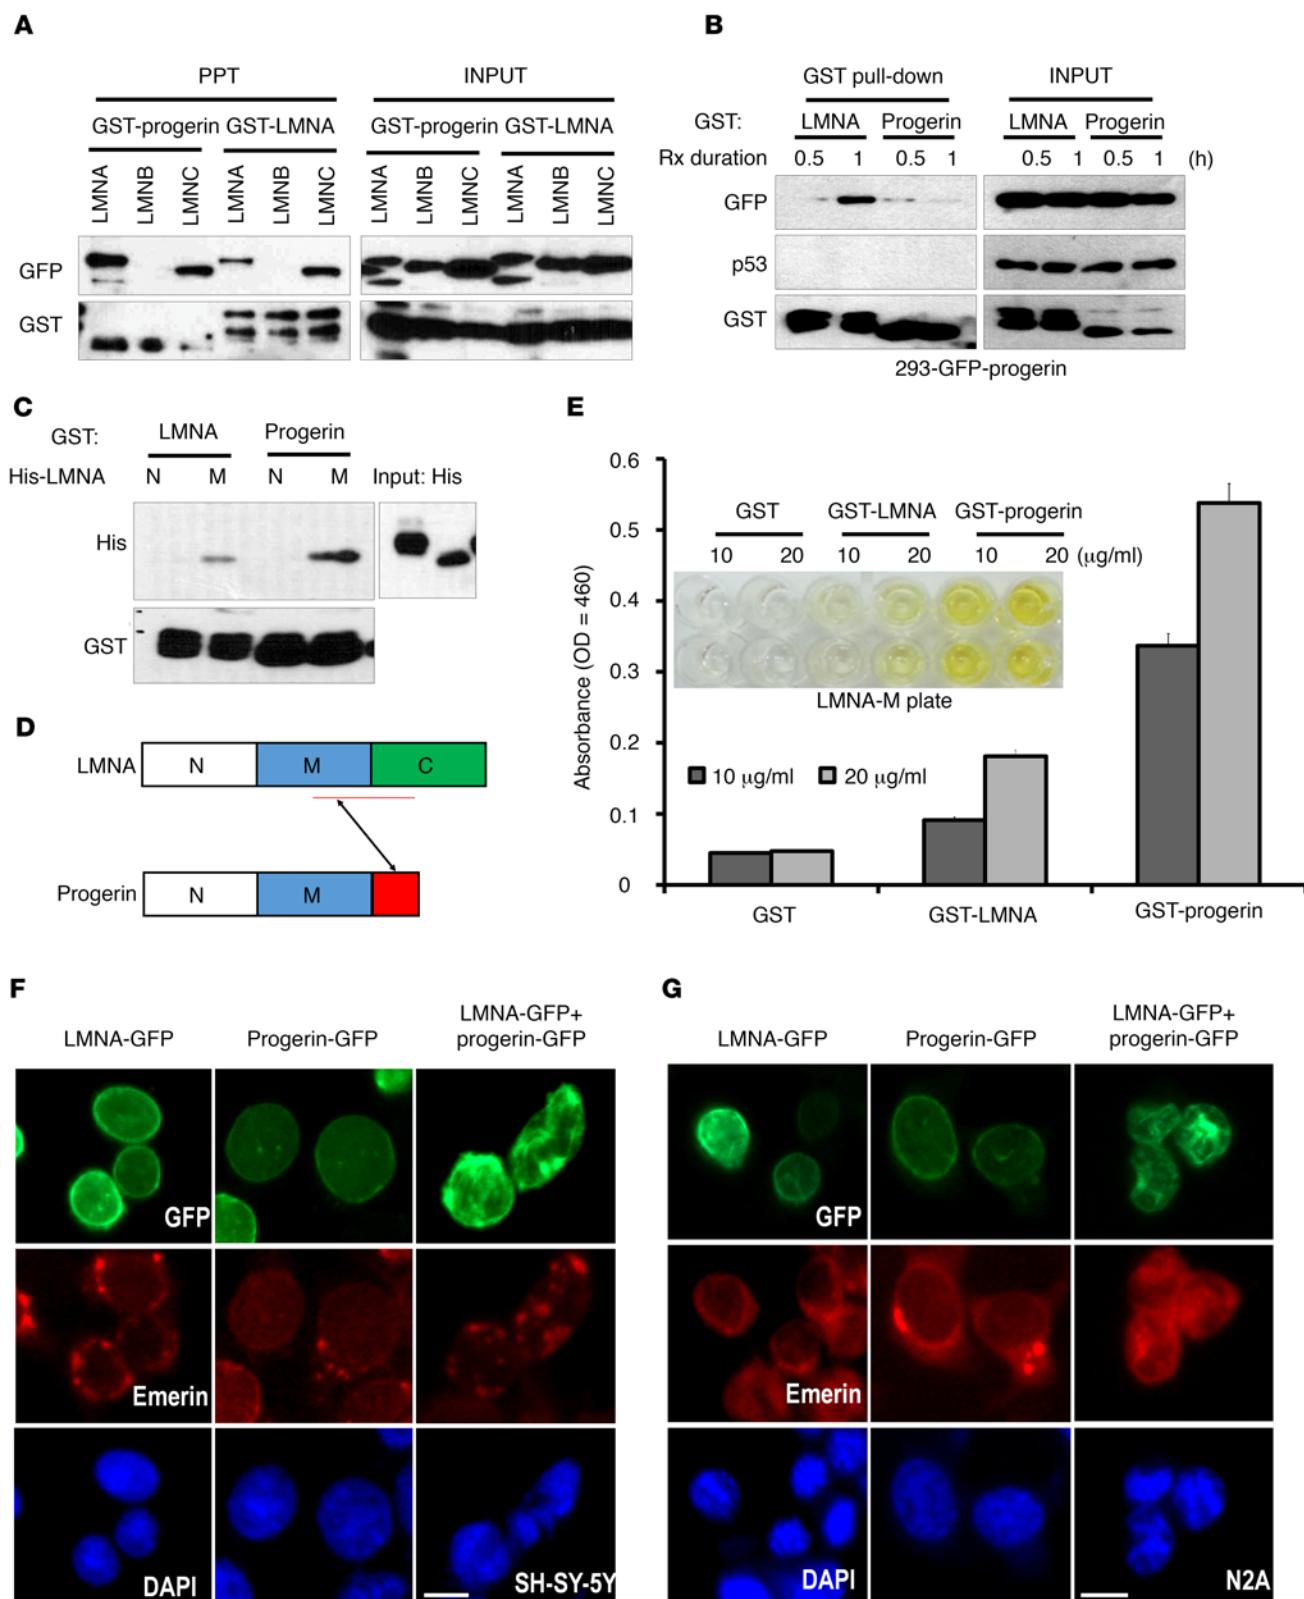 A
PPT
INPUT
GST-progerin GST-LMNA
GST-progerin GST-LMNA
LMNA
LMNB
LMNC
LMNA
LMNB
LMNC
LMNA
LMNB
LMNC
LMNA
LMNB
LMNC
GFP
GST
B
GST pull-down
INPUT
GST:
LMNA
Progerin
LMNA
Progerin
Rx duration
0.5
1
0.5
1
0.5
1
0.5
1
(h)
GFP
p53
GST
293-GFP-progerin
C
GST:
LMNA
Progerin
His-LMNA
N
M
N
M
Input: His
His
GST
D
LMNA
N
M
C
Progerin
N
M
E
Absorbance (OD = 460)
0.6
0.5
0.4
0.3
0.2
0.1
0
GST
GST-LMNA
GST-progerin
10
20
10
20
10
20
(μg/ml)
LMNA-M plate
10 μg/ml
20 μg/ml
GST
GST-LMNA
GST-progerin
F
LMNA-GFP
Progerin-GFP
LMNA-GFP+
progerin-GFP
GFP
Emerin
DAPI
SH-SY-5Y
G
LMNA-GFP
Progerin-GFP
LMNA-GFP+
progerin-GFP
GFP
Emerin
DAPI
N2A